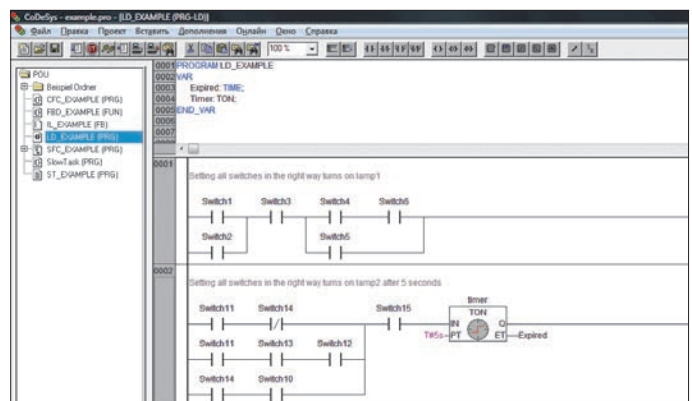 CoDeSys - example.pro - [LD_EXAMPLE (PRG-LD)]
Файл Правка Проект Вставить Дополнения Онлайн Окно Справка
100 %
POU
Beispiel Ordner
CFC_EXAMPLE (PRG)
FBD_EXAMPLE (FUN)
IL_EXAMPLE (FB)
LD_EXAMPLE (PRG)
SFC_EXAMPLE (PRG)
SlowTask (PRG)
ST_EXAMPLE (PRG)
0001 PROGRAM LD_EXAMPLE
0002 VAR
0003 Expired: TIME;
0004 Timer: TON;
0005 END_VAR
0006
0007
0001
Setting all switches in the right way turns on lamp1
Switch1 Switch3 Switch4 Switch6
Switch2 Switch5
0002
Setting all switches in the right way turns on lamp2 after 5 seconds
timer
Switch11 Switch14 Switch15 TON
IN Q
T#5s PT ET Expired
Switch11 Switch13 Switch12
Switch14 Switch10